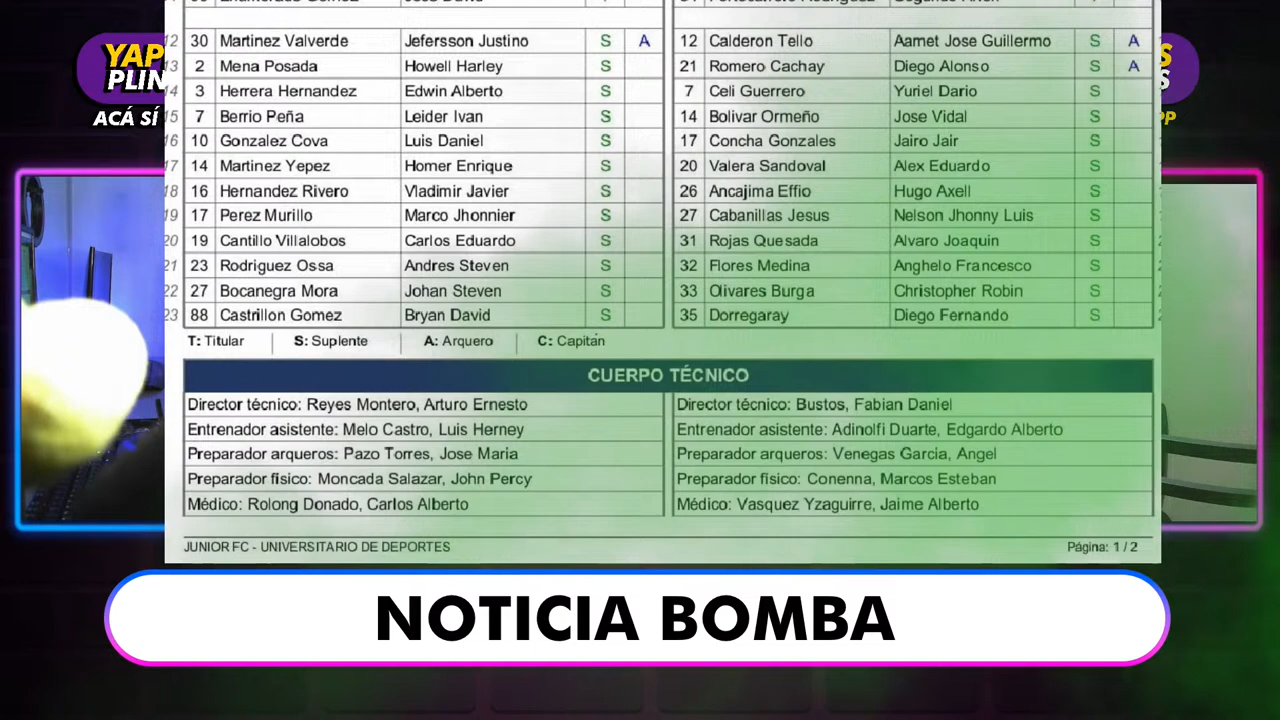 YAP
PLIN
ACÁ SÍ
S
S
PP
12 30 Martinez Valverde Jefersson Justino S A
13 2 Mena Posada Howell Harley S
14 3 Herrera Hernandez Edwin Alberto S
15 7 Berrio Peña Leider Ivan S
16 10 Gonzalez Cova Luis Daniel S
17 14 Martinez Yepez Homer Enrique S
18 16 Hernandez Rivero Vladimir Javier S
19 17 Perez Murillo Marco Jhonnier S
20 19 Cantillo Villalobos Carlos Eduardo S
21 23 Rodriguez Ossa Andres Steven S
22 27 Bocanegra Mora Johan Steven S
23 88 Castrillon Gomez Bryan David S
12 Calderon Tello Aamet Jose Guillermo S A
21 Romero Cachay Diego Alonso S A
7 Celi Guerrero Yuriel Dario S
14 Bolivar Ormeño Jose Vidal S
17 Concha Gonzales Jairo Jair S
20 Valera Sandoval Alex Eduardo S
26 Ancajima Effio Hugo Axell S
27 Cabanillas Jesus Nelson Jhonny Luis S
31 Rojas Quesada Alvaro Joaquin S
32 Flores Medina Anghelo Francesco S
33 Olivares Burga Christopher Robin S
35 Dorregaray Diego Fernando S
T: Titular S: Suplente A: Arquero C: Capitán
CUERPO TÉCNICO
Director técnico: Reyes Montero, Arturo Ernesto
Entrenador asistente: Melo Castro, Luis Herney
Preparador arqueros: Pazo Torres, Jose Maria
Preparador físico: Moncada Salazar, John Percy
Médico: Rolong Donado, Carlos Alberto
Director técnico: Bustos, Fabian Daniel
Entrenador asistente: Adinolfi Duarte, Edgardo Alberto
Preparador arqueros: Venegas Garcia, Angel
Preparador físico: Conenna, Marcos Esteban
Médico: Vasquez Yzaguirre, Jaime Alberto
JUNIOR FC - UNIVERSITARIO DE DEPORTES Página: 1 / 2
NOTICIA BOMBA